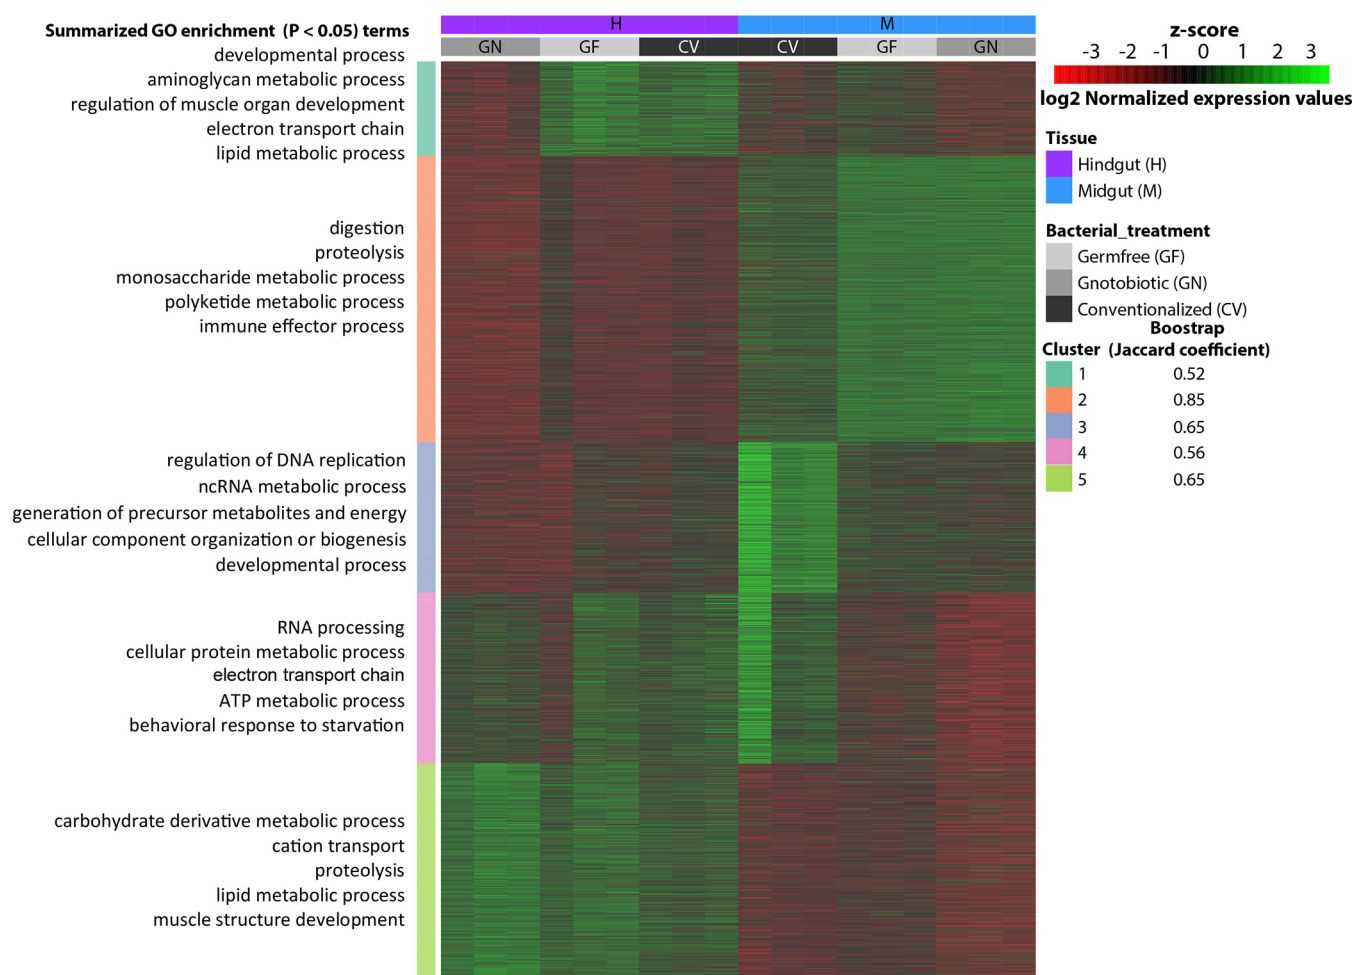 Summarized GO enrichment (P < 0.05) terms
developmental process
aminoglycan metabolic process
regulation of muscle organ development
electron transport chain
lipid metabolic process
digestion
proteolysis
monosaccharide metabolic process
polyketide metabolic process
immune effector process
regulation of DNA replication
ncRNA metabolic process
generation of precursor metabolites and energy
cellular component organization or biogenesis
developmental process
RNA processing
cellular protein metabolic process
electron transport chain
ATP metabolic process
behavioral response to starvation
carbohydrate derivative metabolic process
cation transport
proteolysis
lipid metabolic process
muscle structure development
H M
GN GF CV CV GF GN
z-score
-3 -2 -1 0 1 2 3
log2 Normalized expression values
Tissue
Hindgut (H)
Midgut (M)
Bacterial_treatment
Germfree (GF)
Gnotobiotic (GN)
Conventionalized (CV)
Boostrap
Cluster (Jaccard coefficient)
1 0.52
2 0.85
3 0.65
4 0.56
5 0.65